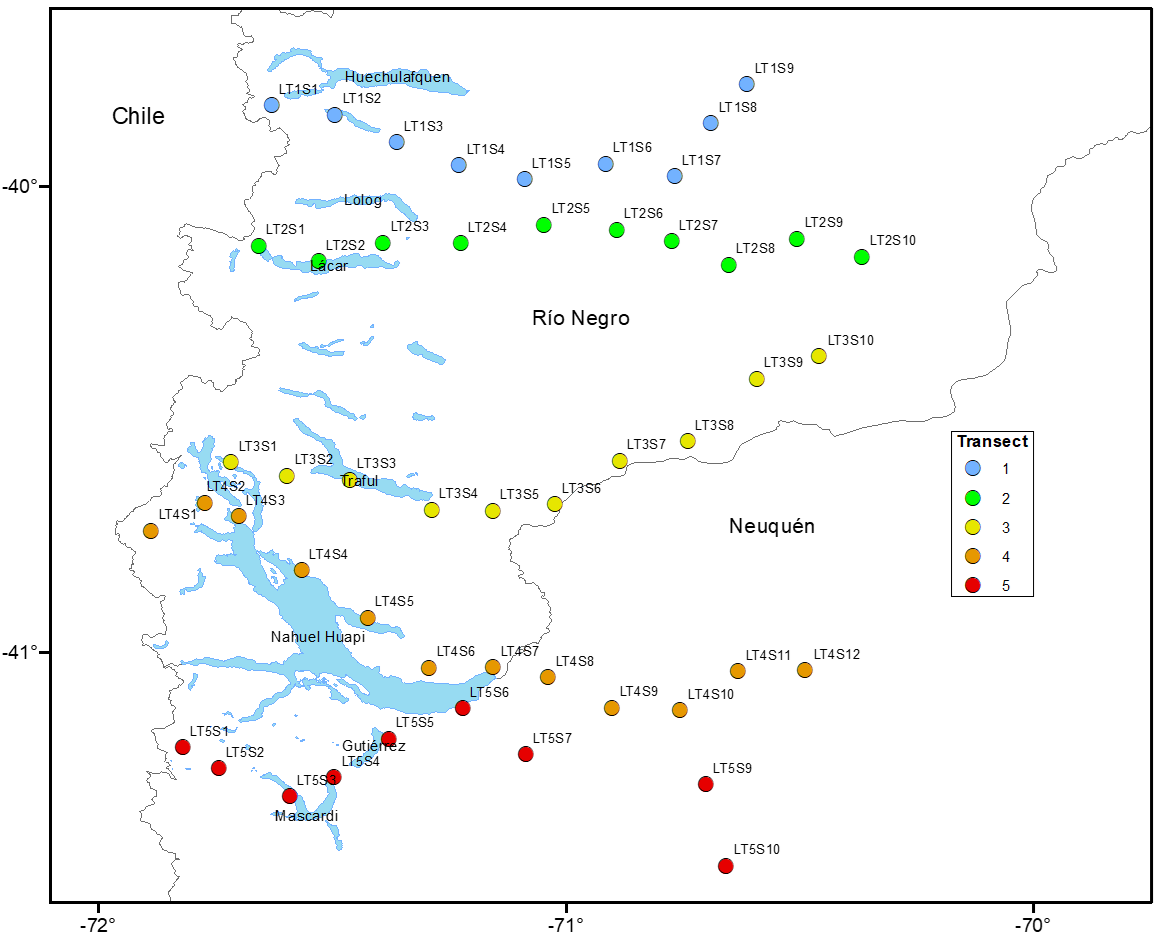 LT1S9
Huechulafquen
LT1S1
LT1S2
Chile
LT1S8
LT1S3
LT1S6
LT1S4
LT1S5
LT1S7
-40°
Lolog
LT2S5
LT2S6
LT2S1
LT2S3
LT2S4
LT2S7
LT2S9
LT2S2
LT2S8
LT2S10
Lácar
Río Negro
LT3S10
LT3S9
LT3S8
Transect
LT3S1
LT3S7
LT3S2
LT3S3
1
Traful
LT4S2
LT3S4
LT3S5
LT3S6
2
LT4S3
LT4S1
Neuquén
3
LT4S4
4
5
LT4S5
Nahuel Huapi
-41°
LT4S6
LT4S7
LT4S8
LT4S11
LT4S12
LT5S6
LT4S9
LT4S10
LT5S5
LT5S1
Gutiérrez
LT5S2
LT5S7
LT5S4
LT5S3
LT5S9
Mascardi
LT5S10
-72°
-71°
-70°